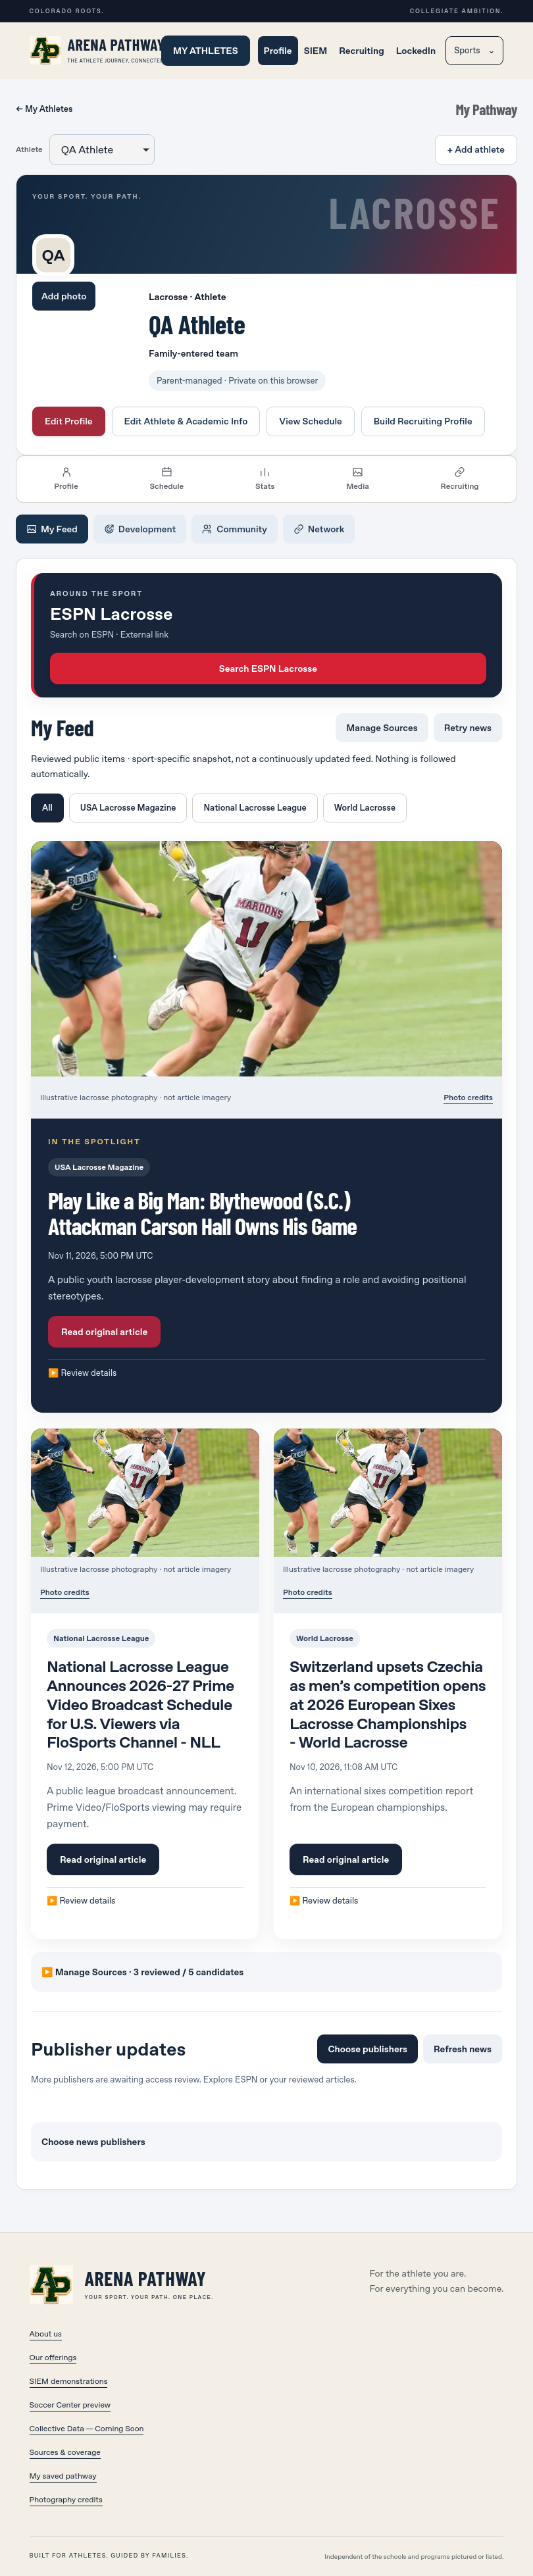 COLORADO ROOTS.
COLLEGIATE AMBITION.
AP
ARENA PATHWAY
THE ATHLETE JOURNEY, CONNECTED
MY ATHLETES
Profile
SIEM
Recruiting
LockedIn
Sports
← My Athletes
My Pathway
Athlete
QA Athlete
+ Add athlete
YOUR SPORT. YOUR PATH.
LACROSSE
QA
Add photo
Lacrosse · Athlete
QA Athlete
Family-entered team
Parent-managed · Private on this browser
Edit Profile
Edit Athlete & Academic Info
View Schedule
Build Recruiting Profile
Profile
Schedule
Stats
Media
Recruiting
My Feed
Development
Community
Network
AROUND THE SPORT
ESPN Lacrosse
Search on ESPN · External link
Search ESPN Lacrosse
My Feed
Manage Sources
Retry news
Reviewed public items · sport-specific snapshot, not a continuously updated feed. Nothing is followed
automatically.
All
USA Lacrosse Magazine
National Lacrosse League
World Lacrosse
MAROONS
11
Illustrative lacrosse photography · not article imagery
Photo credits
IN THE SPOTLIGHT
USA Lacrosse Magazine
Play Like a Big Man: Blythewood (S.C.)
Attackman Carson Hall Owns His Game
Nov 11, 2026, 5:00 PM UTC
A public youth lacrosse player-development story about finding a role and avoiding positional
stereotypes.
Read original article
Review details
MAROONS
11
Illustrative lacrosse photography · not article imagery
Photo credits
National Lacrosse League
National Lacrosse League
Announces 2026-27 Prime
Video Broadcast Schedule
for U.S. Viewers via
FloSports Channel - NLL
Nov 12, 2026, 5:00 PM UTC
A public league broadcast announcement.
Prime Video/FloSports viewing may require
payment.
Read original article
Review details
MAROONS
11
Illustrative lacrosse photography · not article imagery
Photo credits
World Lacrosse
Switzerland upsets Czechia
as men’s competition opens
at 2026 European Sixes
Lacrosse Championships
- World Lacrosse
Nov 10, 2026, 11:08 AM UTC
An international sixes competition report
from the European championships.
Read original article
Review details
Manage Sources · 3 reviewed / 5 candidates
Publisher updates
Choose publishers
Refresh news
More publishers are awaiting access review. Explore ESPN or your reviewed articles.
Choose news publishers
AP
ARENA PATHWAY
YOUR SPORT. YOUR PATH. ONE PLACE.
For the athlete you are.
For everything you can become.
About us
Our offerings
SIEM demonstrations
Soccer Center preview
Collective Data — Coming Soon
Sources & coverage
My saved pathway
Photography credits
BUILT FOR ATHLETES. GUIDED BY FAMILIES.
Independent of the schools and programs pictured or listed.